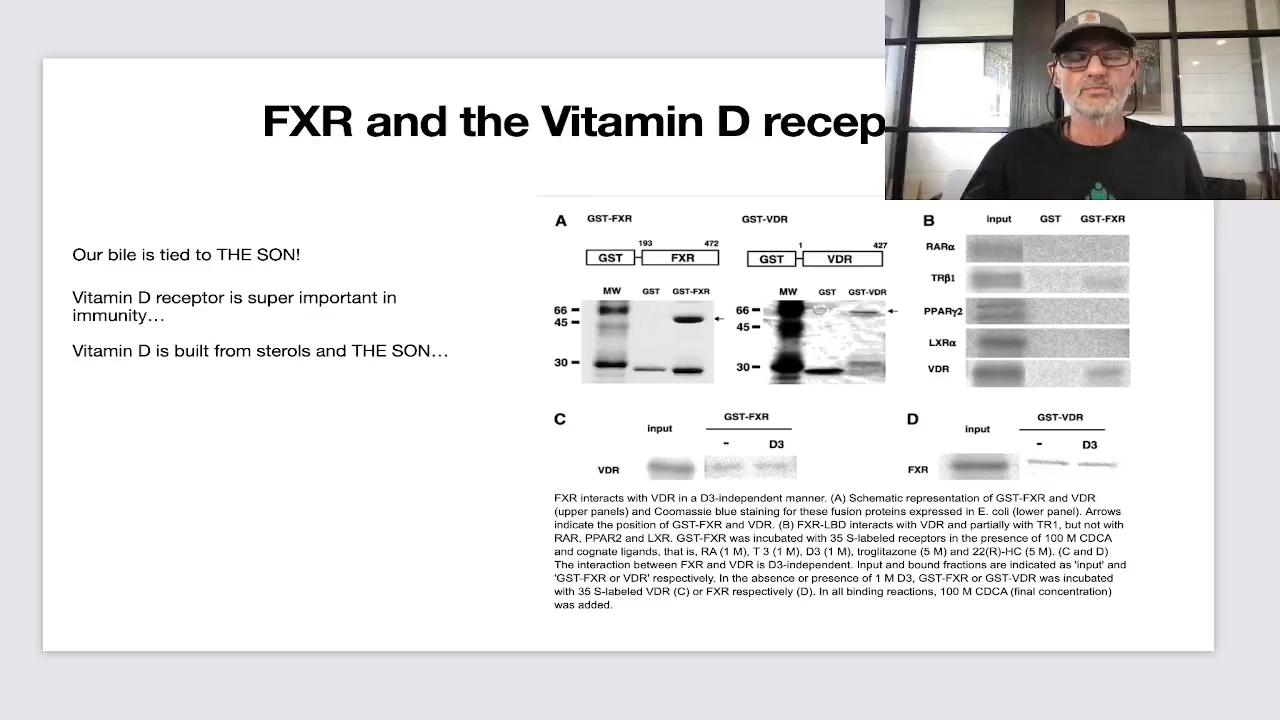 FXR and the Vitamin D recep
Our bile is tied to THE SON!
Vitamin D receptor is super important in
immunity...
Vitamin D is built from sterols and THE SON...
A
GST-FXR
GST-VDR
193 472
GST FXR
1 427
GST VDR
MW GST GST-FXR
66
45
30
MW GST GST-VDR
66
45
30
B
input GST GST-FXR
RARα
TRβ1
PPARγ2
LXRα
VDR
C
GST-FXR
input
- D3
VDR
D
GST-VDR
input
- D3
FXR
FXR interacts with VDR in a D3-independent manner. (A) Schematic representation of GST-FXR and VDR
(upper panels) and Coomassie blue staining for these fusion proteins expressed in E. coli (lower panel). Arrows
indicate the position of GST-FXR and VDR. (B) FXR-LBD interacts with VDR and partially with TR1, but not with
RAR, PPAR2 and LXR. GST-FXR was incubated with 35 S-labeled receptors in the presence of 100 M CDCA
and cognate ligands, that is, RA (1 M), T 3 (1 M), D3 (1 M), troglitazone (5 M) and 22(R)-HC (5 M). (C and D)
The interaction between FXR and VDR is D3-independent. Input and bound fractions are indicated as 'input' and
'GST-FXR or VDR' respectively. In the absence or presence of 1 M D3, GST-FXR or GST-VDR was incubated
with 35 S-labeled VDR (C) or FXR respectively (D). In all binding reactions, 100 M CDCA (final concentration)
was added.